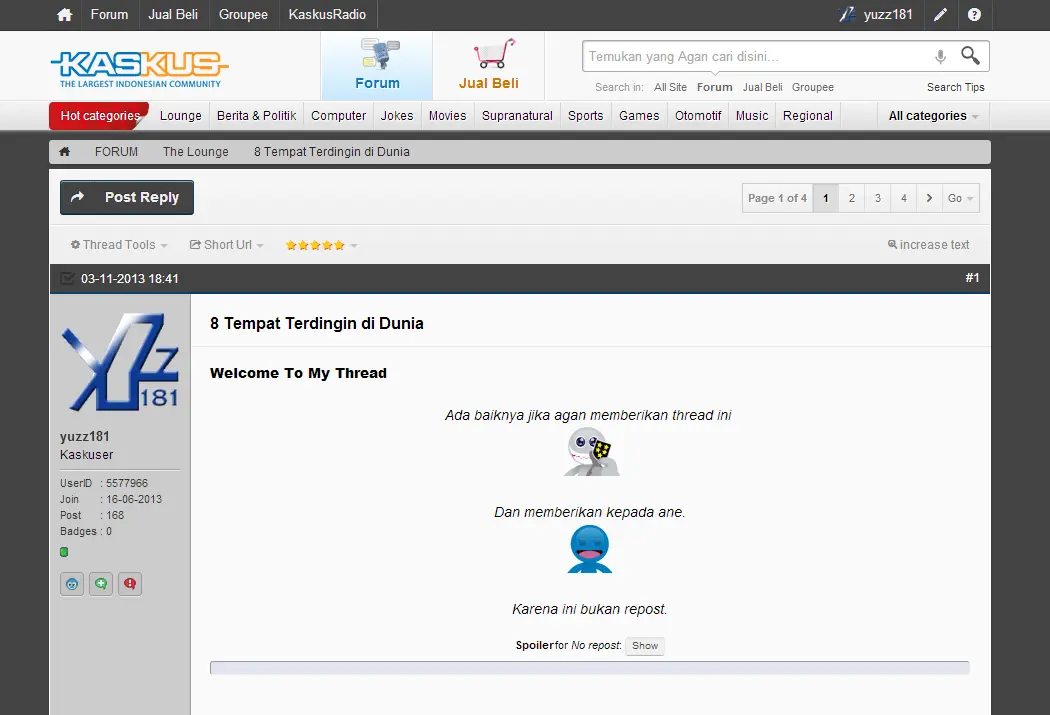 Forum Jual Beli Groupee KaskusRadio yuzz181
KASKUS
THE LARGEST INDONESIAN COMMUNITY
Forum
Jual Beli
Temukan yang Agan cari disini...
Search in: All Site Forum Jual Beli Groupee Search Tips
Hot categories Lounge Berita & Politik Computer Jokes Movies Supranatural Sports Games Otomotif Music Regional All categories
FORUM The Lounge 8 Tempat Terdingin di Dunia
Post Reply
Page 1 of 4 1 2 3 4 > Go
Thread Tools Short Url increase text
03-11-2013 18:41 #1
YUzz
181
yuzz181
Kaskuser
UserID : 5577966
Join : 16-06-2013
Post : 168
Badges : 0
8 Tempat Terdingin di Dunia
Welcome To My Thread
Ada baiknya jika agan memberikan thread ini
Dan memberikan kepada ane.
Karena ini bukan repost.
Spoilerfor No repost: Show